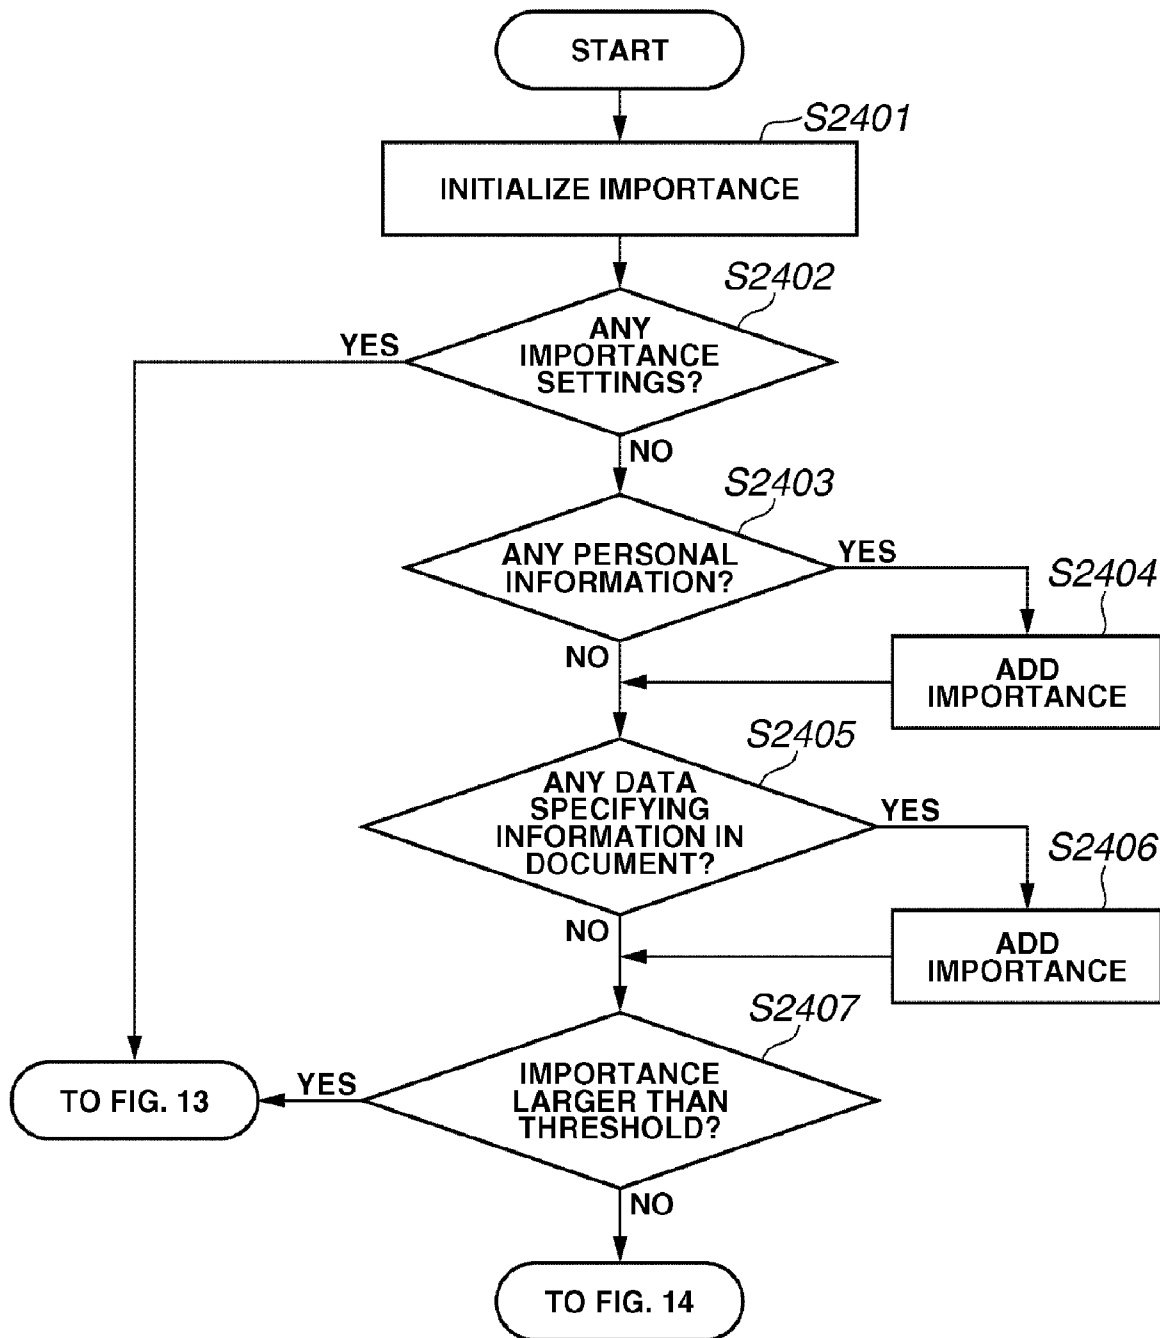 START
S2401
INITIALIZE IMPORTANCE
S2402
ANY
IMPORTANCE
SETTINGS?
YES
NO
S2403
ANY PERSONAL
INFORMATION?
YES
S2404
NO
ADD
IMPORTANCE
S2405
ANY DATA
SPECIFYING
INFORMATION IN
DOCUMENT?
YES
S2406
NO
ADD
IMPORTANCE
S2407
IMPORTANCE
LARGER THAN
THRESHOLD?
YES
TO FIG. 13
NO
TO FIG. 14